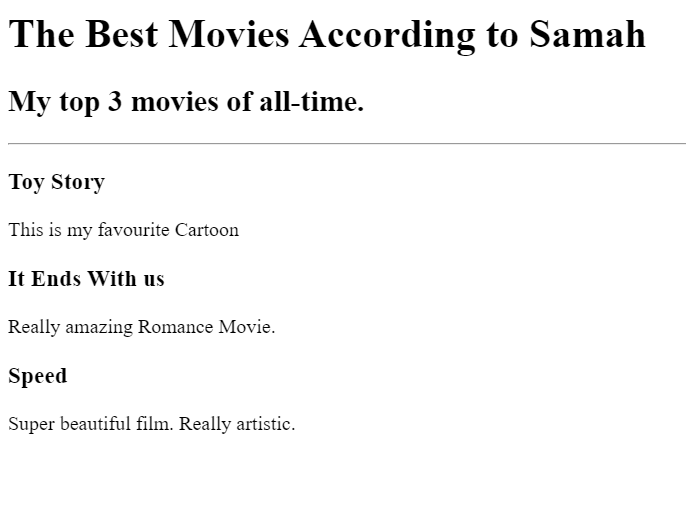 The Best Movies According to Samah
My top 3 movies of all-time.
Toy Story
This is my favourite Cartoon
It Ends With us
Really amazing Romance Movie.
Speed
Super beautiful film. Really artistic.